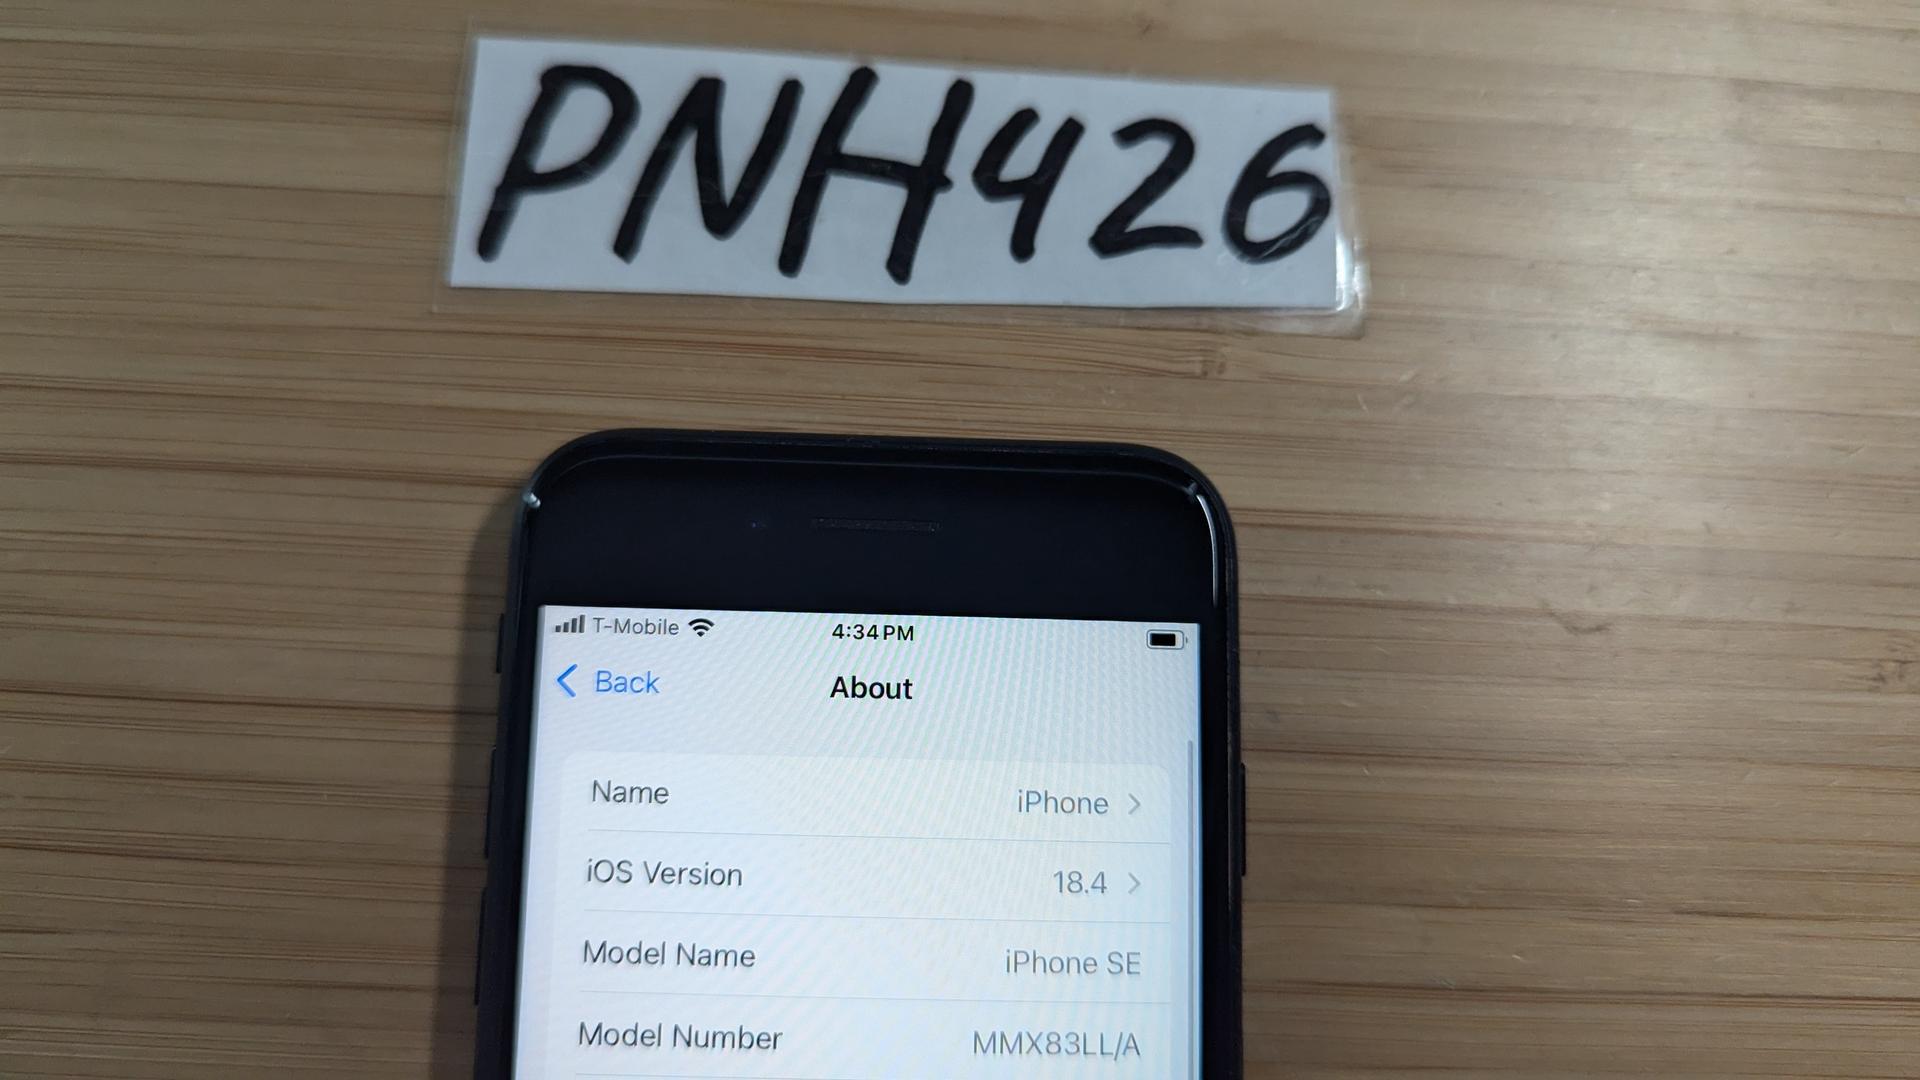 PNH426
T-Mobile 4:34 PM
Back About
Name iPhone
iOS Version 18.4
Model Name iPhone SE
Model Number MMX83LL/A